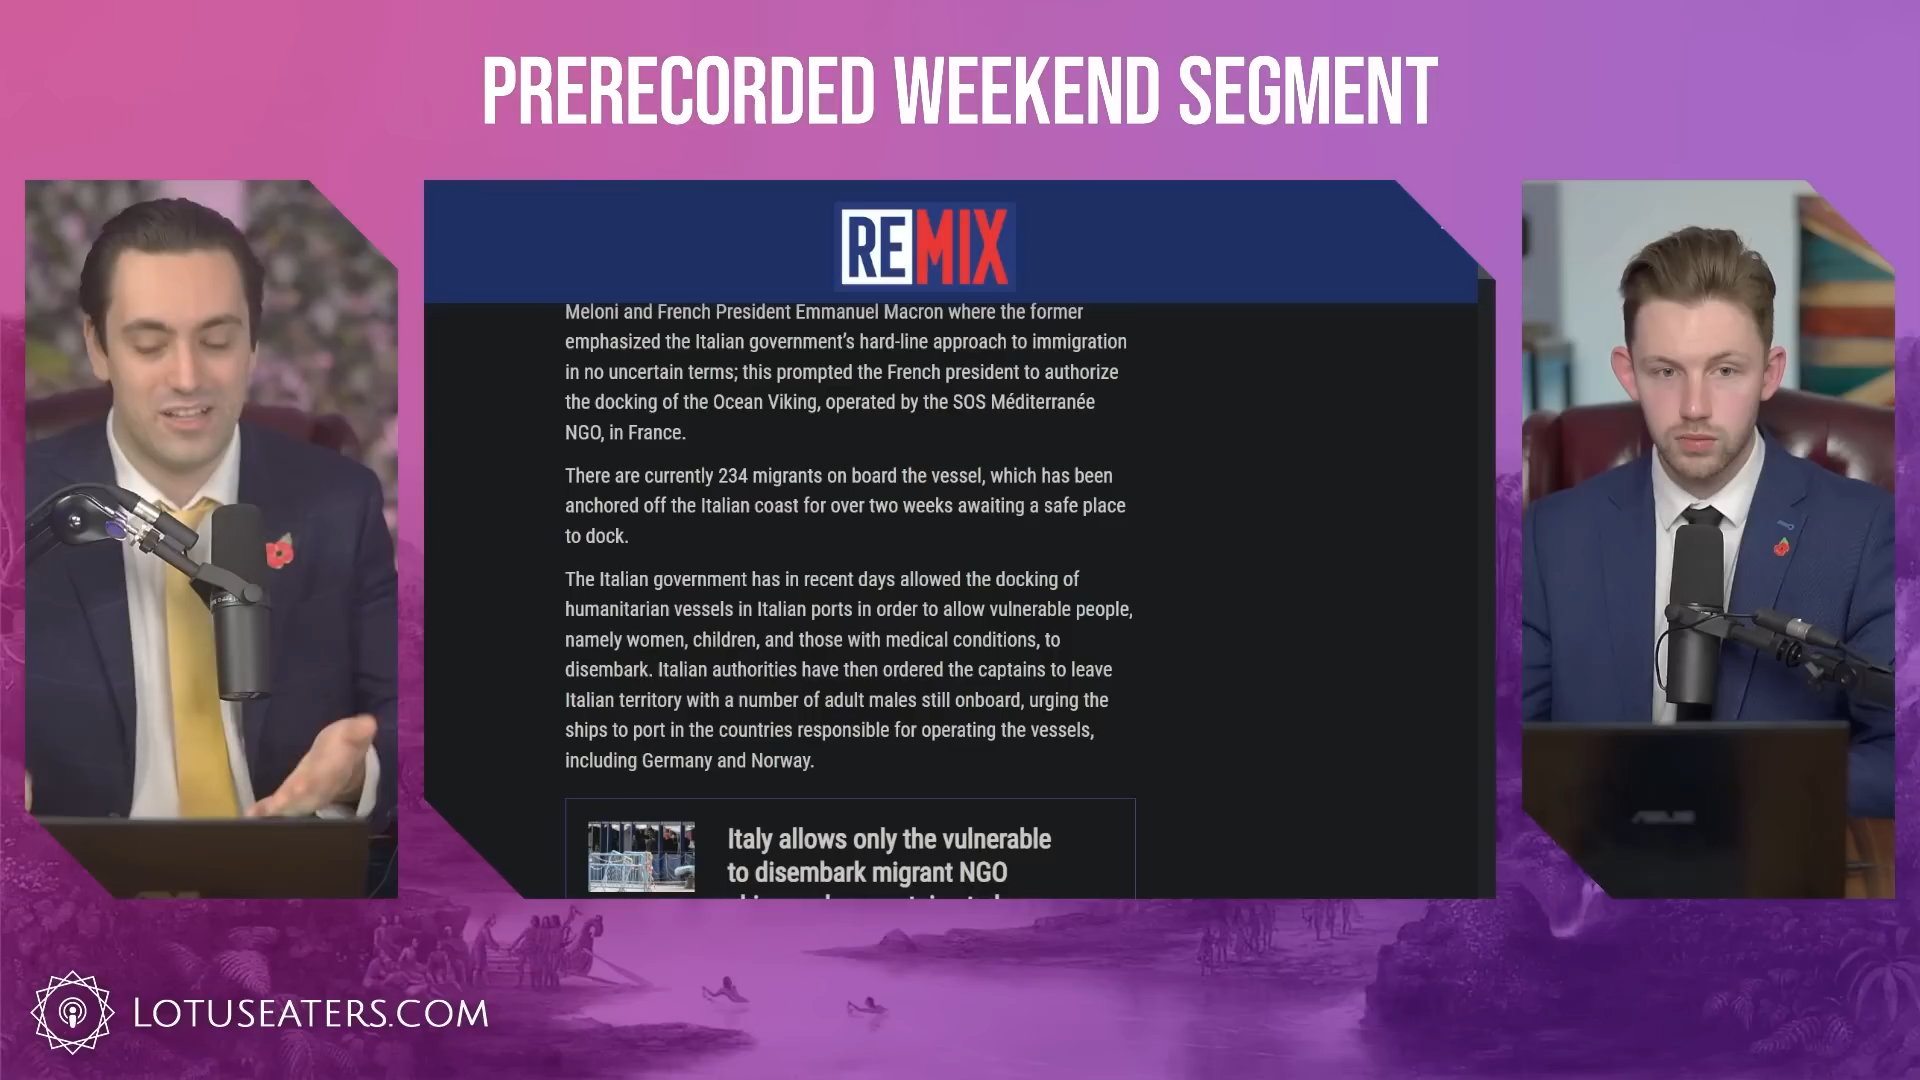 PRERECORDED WEEKEND SEGMENT
REMIX
Meloni and French President Emmanuel Macron where the former
emphasized the Italian government's hard-line approach to immigration
in no uncertain terms; this prompted the French president to authorize
the docking of the Ocean Viking, operated by the SOS Méditerranée
NGO, in France.
There are currently 234 migrants on board the vessel, which has been
anchored off the Italian coast for over two weeks awaiting a safe place
to dock.
The Italian government has in recent days allowed the docking of
humanitarian vessels in Italian ports in order to allow vulnerable people,
namely women, children, and those with medical conditions, to
disembark. Italian authorities have then ordered the captains to leave
Italian territory with a number of adult males still onboard, urging the
ships to port in the countries responsible for operating the vessels,
including Germany and Norway.
Italy allows only the vulnerable
to disembark migrant NGO
ASUS
LOTUSEATERS.COM